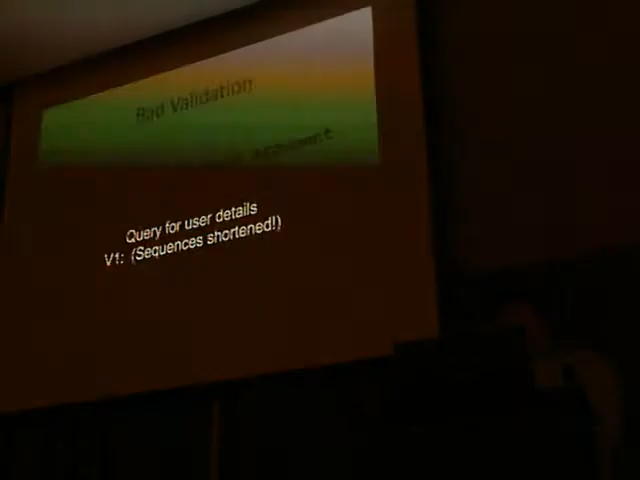 Bad Validation
Query for user details
V1: (Sequences shortened!)